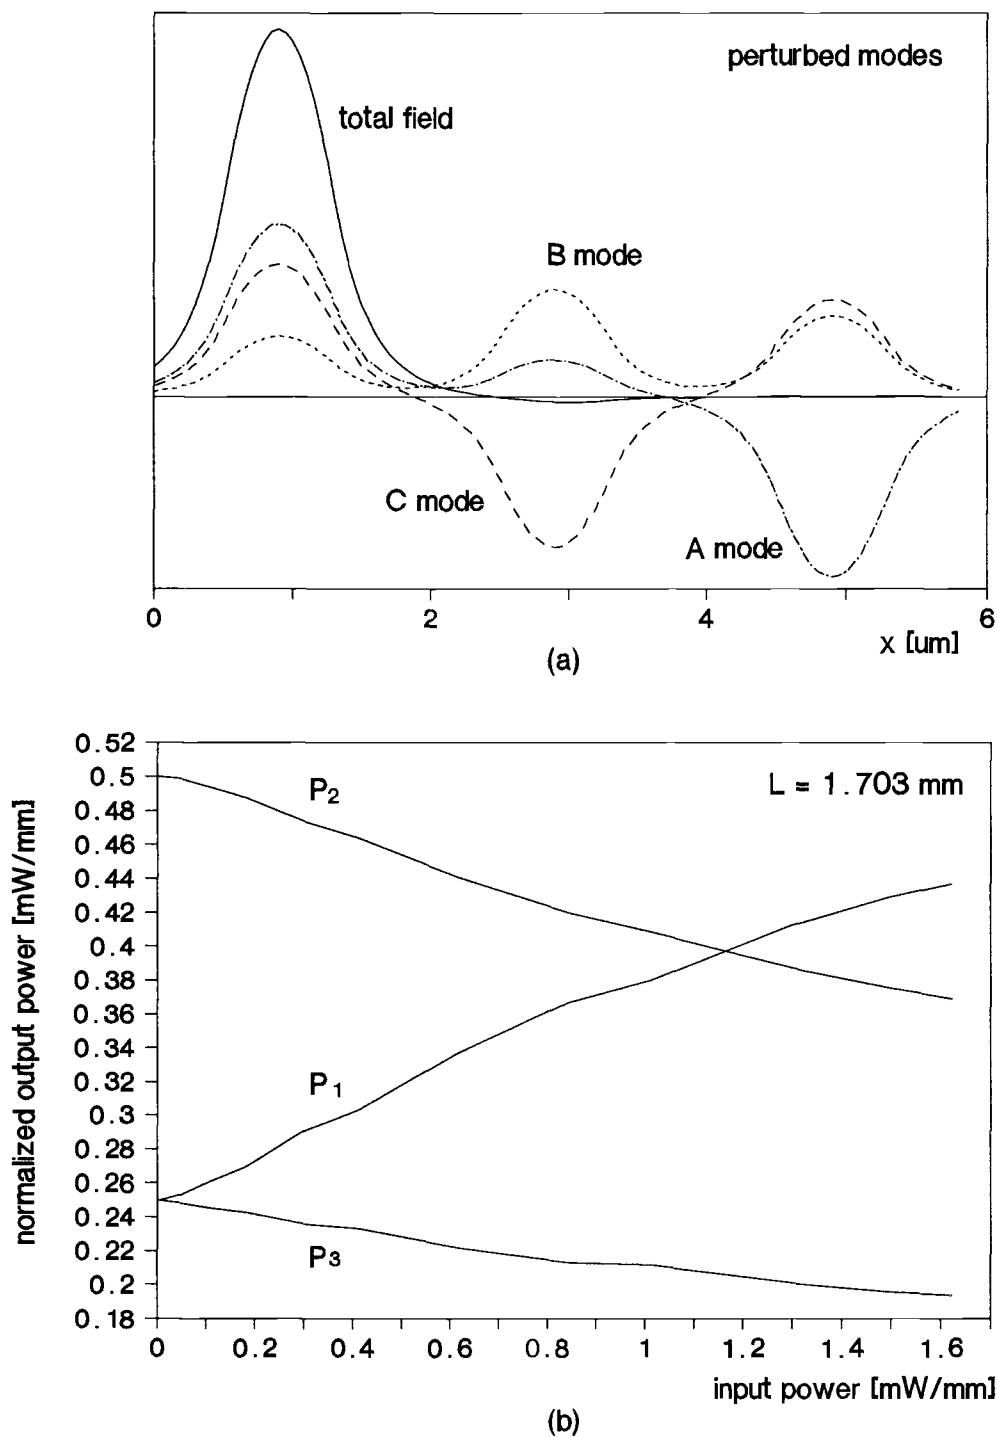 perturbed modes
total field
B mode
C mode
A mode
0 2 4 6
x [um]
(a)
0.52
0.5
0.48
0.46
0.44
0.42
0.4
0.38
0.36
0.34
0.32
0.3
0.28
0.26
0.24
0.22
0.2
0.18
normalized output power [mW/mm]
L = 1.703 mm
P2
P1
P3
0 0.2 0.4 0.6 0.8 1 1.2 1.4 1.6
input power [mW/mm]
(b)